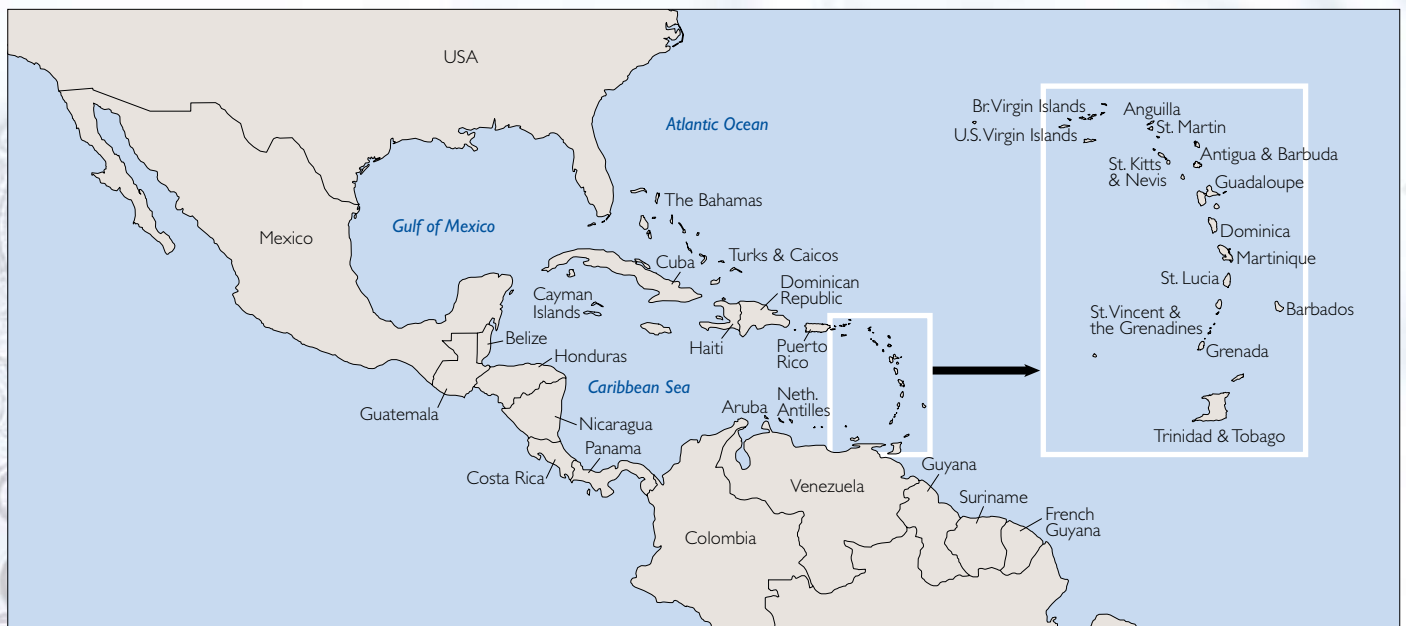 USA
Atlantic Ocean
Gulf of Mexico
Mexico
The Bahamas
Cuba
Turks & Caicos
Dominican
Republic
Cayman
Islands
Belize
Honduras
Haiti
Puerto
Rico
Caribbean Sea
Guatemala
Nicaragua
Panama
Costa Rica
Aruba
Neth.
Antilles
Venezuela
Colombia
Guyana
Suriname
French
Guyana
Br. Virgin Islands
U.S. Virgin Islands
Anguilla
St. Martin
St. Kitts
& Nevis
Antigua & Barbuda
Guadaloupe
Dominica
Martinique
St. Lucia
St. Vincent &
the Grenadines
Barbados
Grenada
Trinidad & Tobago